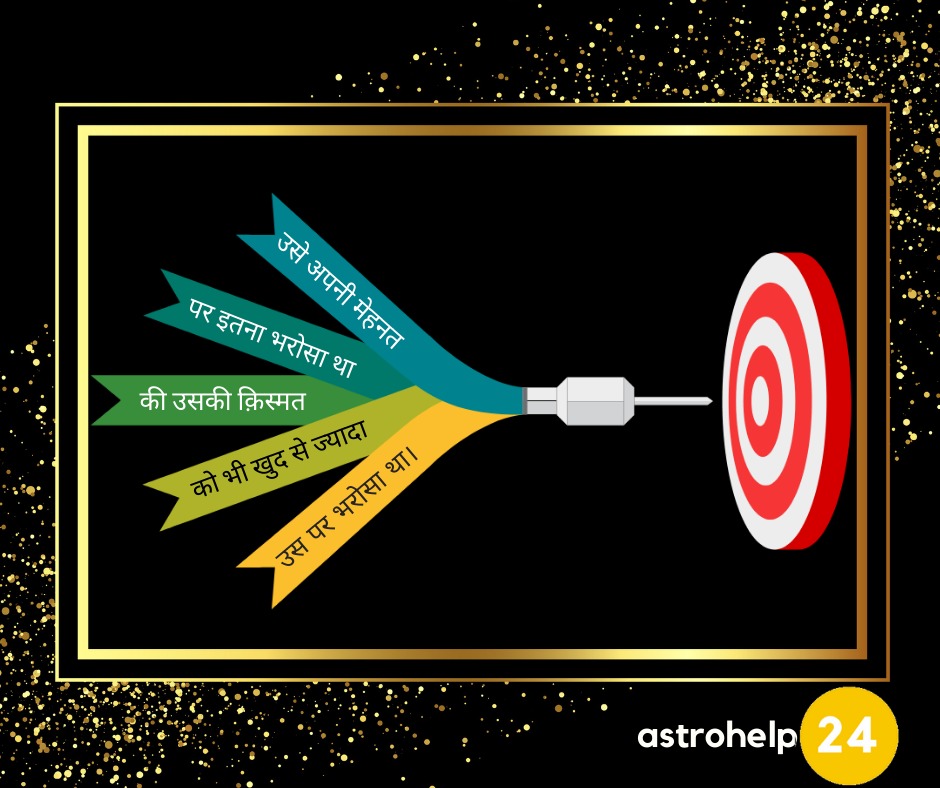 उसे अपनी मेहनत
पर इतना भरोसा था
की उसकी क़िस्मत
को भी खुद से ज्यादा
उस पर भरोसा था।
astrohelp 24